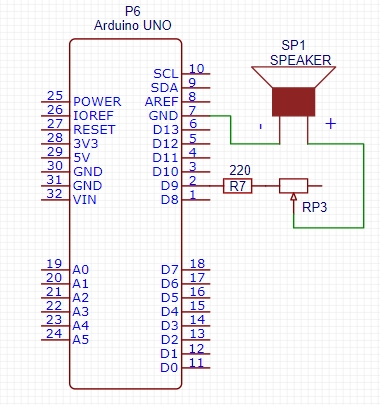 P6
Arduino UNO
SP1
SPEAKER
- +
SCL 10
SDA 9
25 POWER AREF 8
26 IOREF GND 7
27 RESET D13 6
28 3V3 D12 5
29 5V D11 4
30 GND D10 3
31 GND D9 2
32 VIN D8 1
220
R7
RP3
19 A0 D7 18
20 A1 D6 17
21 A2 D5 16
22 A3 D4 15
23 A4 D3 14
24 A5 D2 13
D1 12
D0 11